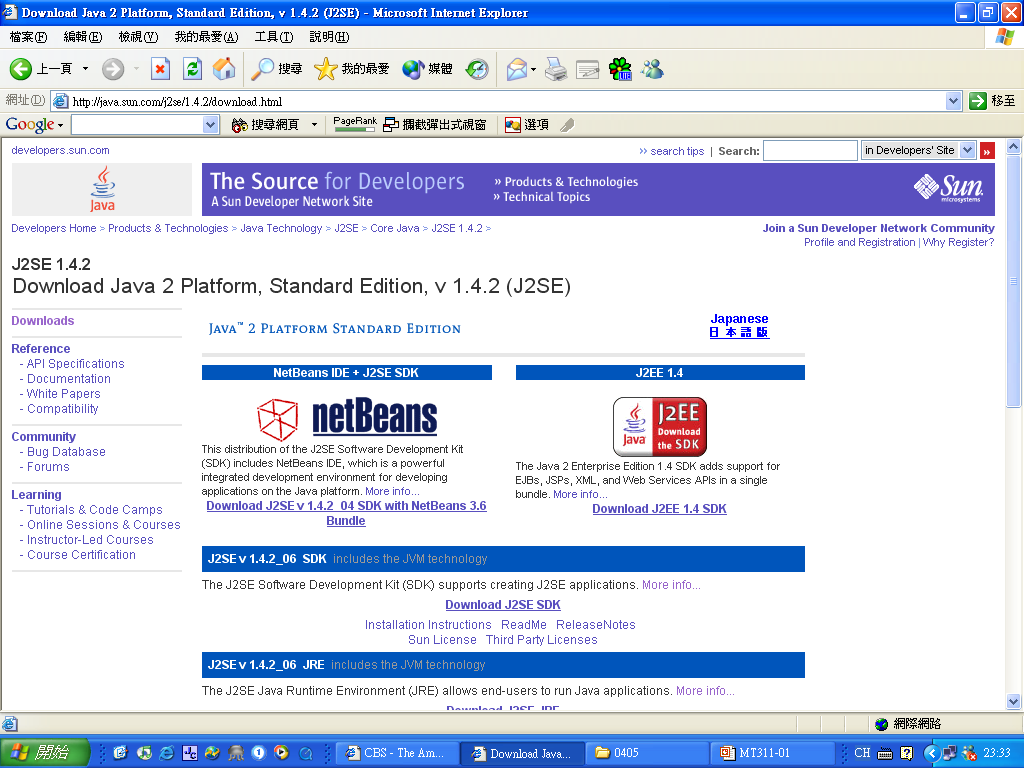 Download Java 2 Platform, Standard Edition, v 1.4.2 (J2SE) - Microsoft Internet Explorer
檔案(F) 編輯(E) 檢視(V) 我的最愛(A) 工具(T) 說明(H)
上一頁 搜尋 我的最愛 媒體
網址(D) http://java.sun.com/j2se/1.4.2/download.html 移至
Google 搜尋網頁 PageRank 攔截彈出式視窗 選項
developers.sun.com ›› search tips | Search: in Developers' Site »
Java The Source for Developers » Products & Technologies Sun microsystems
A Sun Developer Network Site » Technical Topics
Developers Home > Products & Technologies > Java Technology > J2SE > Core Java > J2SE 1.4.2 > Join a Sun Developer Network Community
Profile and Registration | Why Register?
J2SE 1.4.2
Download Java 2 Platform, Standard Edition, v 1.4.2 (J2SE)
Downloads
Reference
- API Specifications
- Documentation
- White Papers
- Compatibility
Community
- Bug Database
- Forums
Learning
- Tutorials & Code Camps
- Online Sessions & Courses
- Instructor-Led Courses
- Course Certification
Java™ 2 Platform Standard Edition
Japanese
日本語版
NetBeans IDE + J2SE SDK
netBeans
This distribution of the J2SE Software Development Kit
(SDK) includes NetBeans IDE, which is a powerful
integrated development environment for developing
applications on the Java platform. More info...
Download J2SE v 1.4.2_04 SDK with NetBeans 3.6
Bundle
J2EE 1.4
Java J2EE Download the SDK
The Java 2 Enterprise Edition 1.4 SDK adds support for
EJBs, JSPs, XML, and Web Services APIs in a single
bundle. More info...
Download J2EE 1.4 SDK
J2SE v 1.4.2_06 SDK includes the JVM technology
The J2SE Software Development Kit (SDK) supports creating J2SE applications. More info...
Download J2SE SDK
Installation Instructions ReadMe ReleaseNotes
Sun License Third Party Licenses
J2SE v 1.4.2_06 JRE includes the JVM technology
The J2SE Java Runtime Environment (JRE) allows end-users to run Java applications. More info...
Download J2SE JRE
網際網路
開始 CBS - The Am... Download Java... 0405 MT311-01 CH 23:33